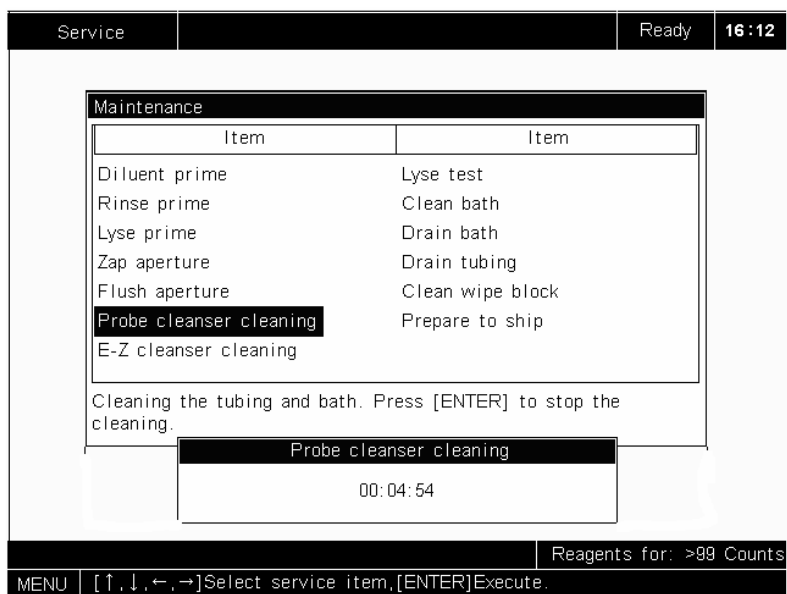 Service Ready 16:12
Maintenance
Item Item
Diluent prime Lyse test
Rinse prime Clean bath
Lyse prime Drain bath
Zap aperture Drain tubing
Flush aperture Clean wipe block
Probe cleanser cleaning Prepare to ship
E-Z cleanser cleaning
Cleaning the tubing and bath. Press [ENTER] to stop the
cleaning.
Probe cleanser cleaning
00:04:54
Reagents for: >99 Counts
MENU [↑,↓,←,→]Select service item,[ENTER]Execute.